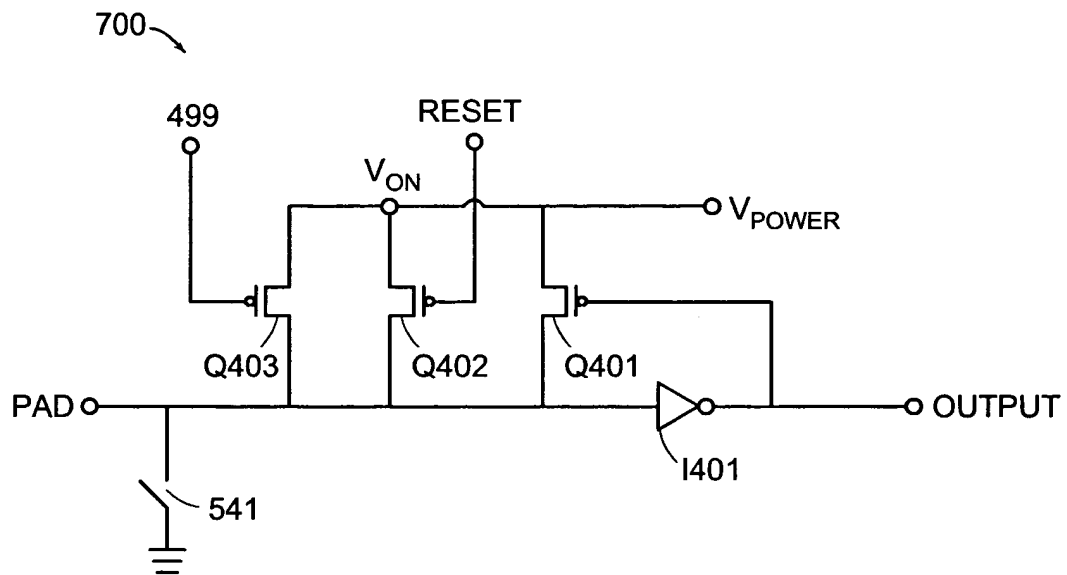 700
499
RESET
VON
VPOWER
Q403
Q402
Q401
PAD
OUTPUT
I401
541